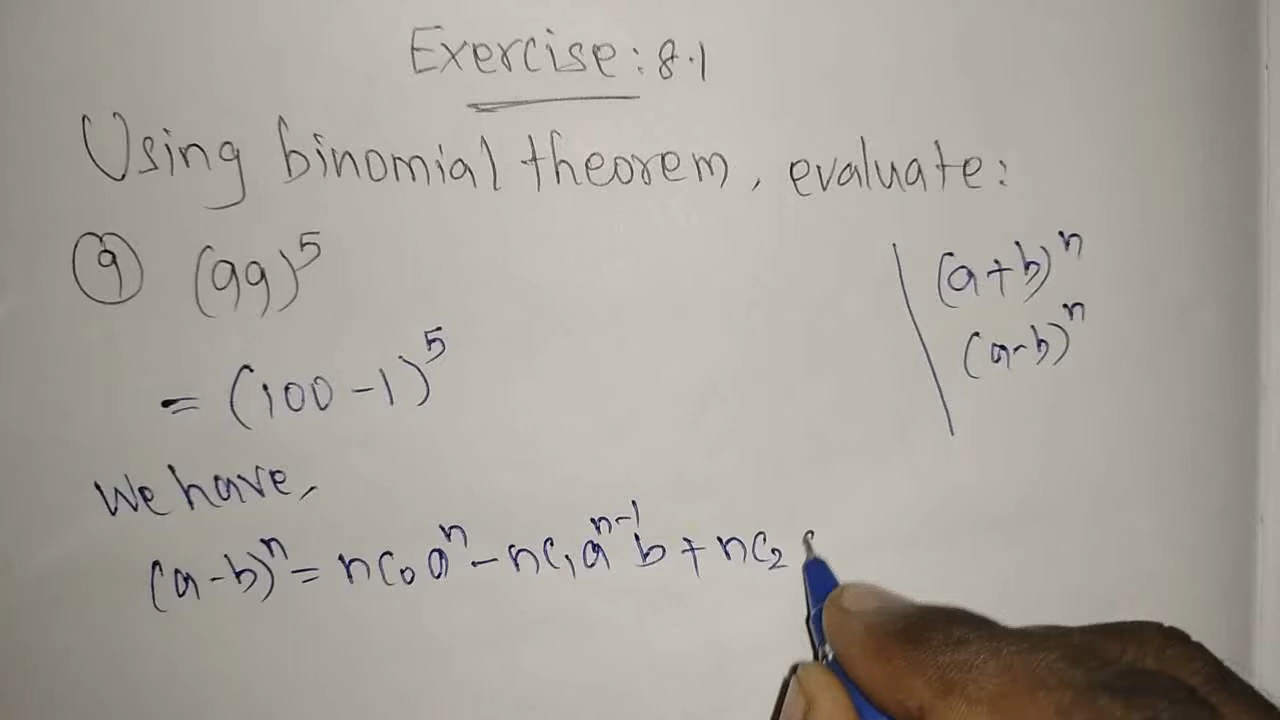 Exercise: 8.1
Using binomial theorem, evaluate:
(9) (99)^5
(a+b)^n
(a-b)^n
= (100-1)^5
We have,
(a-b)^n = nC₀ a^n - nC₁ a^{n-1} b + nC₂